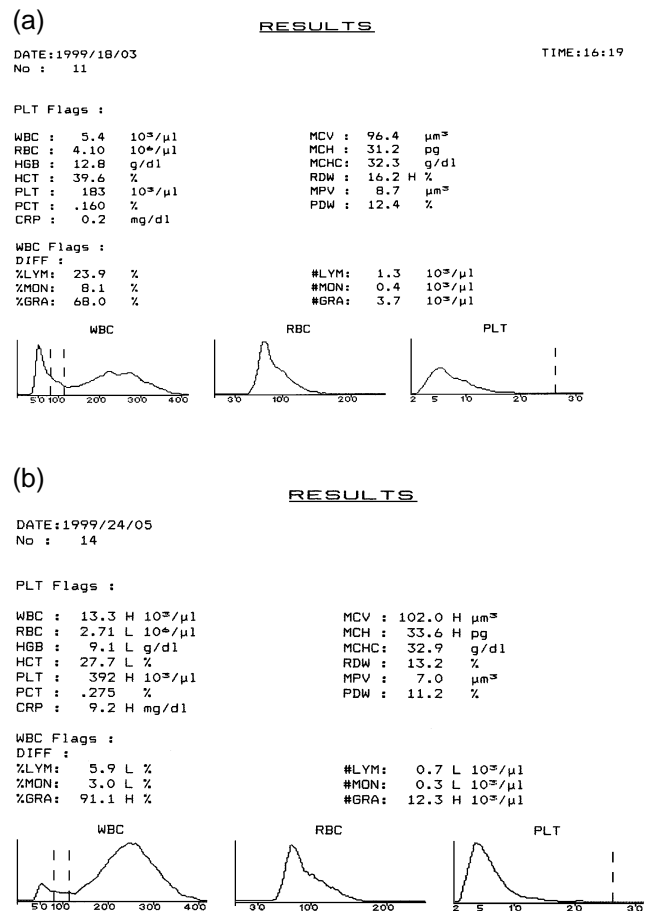 (a)
RESULTS
DATE:1999/18/03 TIME:16:19
No : 11
PLT Flags :
WBC : 5.4 10³/µl MCV : 96.4 µm³
RBC : 4.10 10⁶/µl MCH : 31.2 pg
HGB : 12.8 g/dl MCHC: 32.3 g/dl
HCT : 39.6 % RDW : 16.2 H %
PLT : 183 10³/µl MPV : 8.7 µm³
PCT : .160 % PDW : 12.4 %
CRP : 0.2 mg/dl
WBC Flags :
DIFF :
%LYM: 23.9 % #LYM: 1.3 10³/µl
%MON: 8.1 % #MON: 0.4 10³/µl
%GRA: 68.0 % #GRA: 3.7 10³/µl
WBC RBC PLT
50 100 200 300 400 30 100 200 2 5 10 20 30
(b)
RESULTS
DATE:1999/24/05
No : 14
PLT Flags :
WBC : 13.3 H 10³/µl MCV : 102.0 H µm³
RBC : 2.71 L 10⁶/µl MCH : 33.6 H pg
HGB : 9.1 L g/dl MCHC: 32.9 g/dl
HCT : 27.7 L % RDW : 13.2 %
PLT : 392 H 10³/µl MPV : 7.0 µm³
PCT : .275 % PDW : 11.2 %
CRP : 9.2 H mg/dl
WBC Flags :
DIFF :
%LYM: 5.9 L % #LYM: 0.7 L 10³/µl
%MON: 3.0 L % #MON: 0.3 L 10³/µl
%GRA: 91.1 H % #GRA: 12.3 H 10³/µl
WBC RBC PLT
50 100 200 300 400 30 100 200 2 5 10 20 30